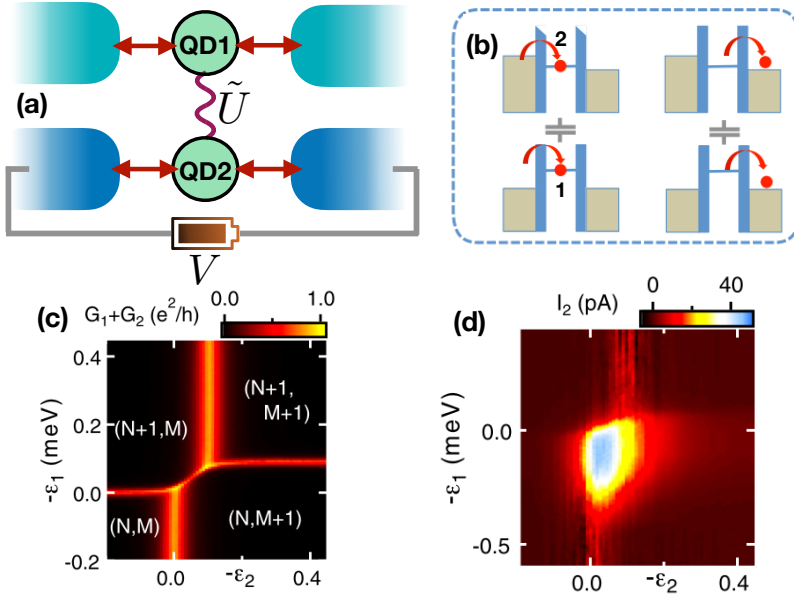 QD1
(a)
Ũ
QD2
V
(b)
2
1
(c)
G₁+G₂ (e²/h)
0.0
1.0
0.4
0.2
0.0
-0.2
-ε₁ (meV)
(N+1,M)
(N+1,
M+1)
(N,M)
(N,M+1)
0.0
-ε₂
0.4
(d)
I₂ (pA)
0
40
0.0
-0.5
-ε₁ (meV)
0.0
-ε₂
0.4